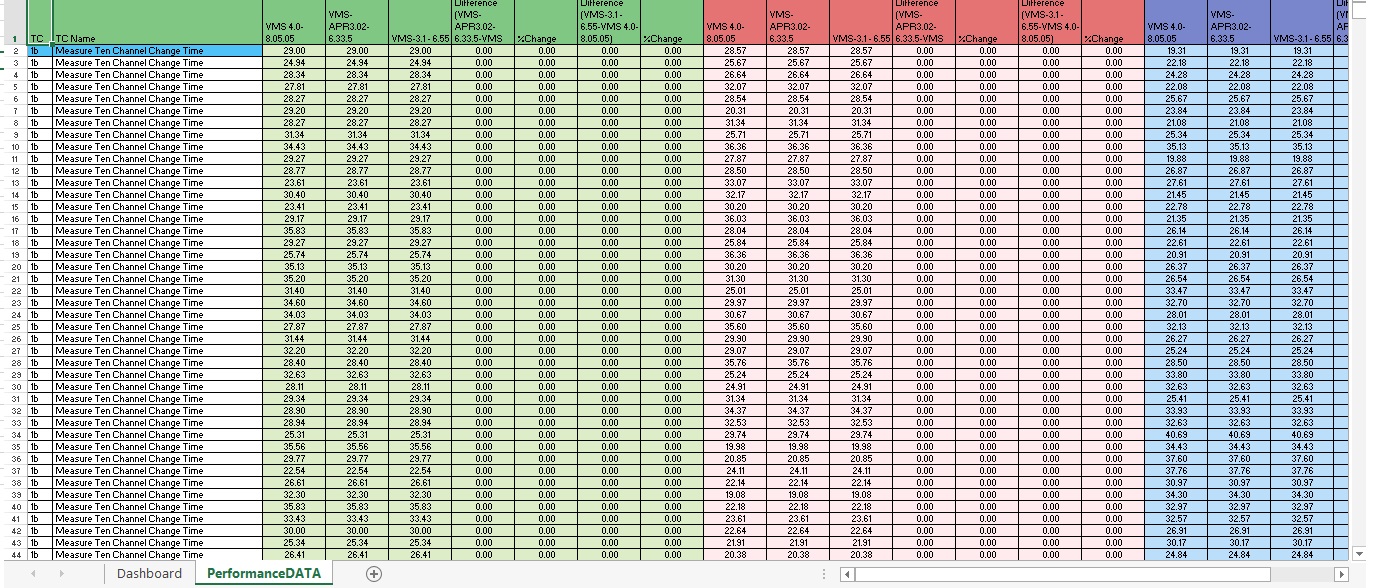 Difference Difference Difference Difference
VMS- (VMS- (VMS-3.1- VMS- (VMS- (VMS-3.1- VMS-
VMS 4.0- APR3.02- APR3.02- 6.55-VMS 4.0- VMS 4.0- APR3.02- APR3.02- 6.55-VMS 4.0- VMS 4.0- APR3.02-
1 TC TC Name 8.05.05 6.33.5 VMS-3.1- 6.55 6.33.5-VMS %Change 8.05.05) %Change 8.05.05 6.33.5 VMS-3.1- 6.55 6.33.5-VMS %Change 8.05.05) %Change 8.05.05 6.33.5 VMS-3.1- 6.55 6.3
2 1b Measure Ten Channel Change Time 29.00 29.00 29.00 0.00 0.00 0.00 0.00 28.57 28.57 28.57 0.00 0.00 0.00 0.00 19.31 19.31 19.31
3 1b Measure Ten Channel Change Time 24.94 24.94 24.94 0.00 0.00 0.00 0.00 25.67 25.67 25.67 0.00 0.00 0.00 0.00 22.18 22.18 22.18
4 1b Measure Ten Channel Change Time 28.34 28.34 28.34 0.00 0.00 0.00 0.00 26.64 26.64 26.64 0.00 0.00 0.00 0.00 24.28 24.28 24.28
5 1b Measure Ten Channel Change Time 27.81 27.81 27.81 0.00 0.00 0.00 0.00 32.07 32.07 32.07 0.00 0.00 0.00 0.00 22.08 22.08 22.08
6 1b Measure Ten Channel Change Time 28.27 28.27 28.27 0.00 0.00 0.00 0.00 28.54 28.54 28.54 0.00 0.00 0.00 0.00 25.67 25.67 25.67
7 1b Measure Ten Channel Change Time 29.20 29.20 29.20 0.00 0.00 0.00 0.00 20.31 20.31 20.31 0.00 0.00 0.00 0.00 23.84 23.84 23.84
8 1b Measure Ten Channel Change Time 28.27 28.27 28.27 0.00 0.00 0.00 0.00 31.34 31.34 31.34 0.00 0.00 0.00 0.00 21.08 21.08 21.08
9 1b Measure Ten Channel Change Time 31.34 31.34 31.34 0.00 0.00 0.00 0.00 25.71 25.71 25.71 0.00 0.00 0.00 0.00 25.34 25.34 25.34
10 1b Measure Ten Channel Change Time 34.43 34.43 34.43 0.00 0.00 0.00 0.00 36.36 36.36 36.36 0.00 0.00 0.00 0.00 35.13 35.13 35.13
11 1b Measure Ten Channel Change Time 29.27 29.27 29.27 0.00 0.00 0.00 0.00 27.87 27.87 27.87 0.00 0.00 0.00 0.00 19.88 19.88 19.88
12 1b Measure Ten Channel Change Time 28.77 28.77 28.77 0.00 0.00 0.00 0.00 28.50 28.50 28.50 0.00 0.00 0.00 0.00 26.87 26.87 26.87
13 1b Measure Ten Channel Change Time 23.61 23.61 23.61 0.00 0.00 0.00 0.00 33.07 33.07 33.07 0.00 0.00 0.00 0.00 27.61 27.61 27.61
14 1b Measure Ten Channel Change Time 30.40 30.40 30.40 0.00 0.00 0.00 0.00 32.17 32.17 32.17 0.00 0.00 0.00 0.00 21.45 21.45 21.45
15 1b Measure Ten Channel Change Time 23.41 23.41 23.41 0.00 0.00 0.00 0.00 30.20 30.20 30.20 0.00 0.00 0.00 0.00 22.78 22.78 22.78
16 1b Measure Ten Channel Change Time 29.17 29.17 29.17 0.00 0.00 0.00 0.00 36.03 36.03 36.03 0.00 0.00 0.00 0.00 21.35 21.35 21.35
17 1b Measure Ten Channel Change Time 35.83 35.83 35.83 0.00 0.00 0.00 0.00 28.04 28.04 28.04 0.00 0.00 0.00 0.00 26.14 26.14 26.14
18 1b Measure Ten Channel Change Time 29.27 29.27 29.27 0.00 0.00 0.00 0.00 25.84 25.84 25.84 0.00 0.00 0.00 0.00 22.61 22.61 22.61
19 1b Measure Ten Channel Change Time 25.74 25.74 25.74 0.00 0.00 0.00 0.00 36.36 36.36 36.36 0.00 0.00 0.00 0.00 20.91 20.91 20.91
20 1b Measure Ten Channel Change Time 35.13 35.13 35.13 0.00 0.00 0.00 0.00 30.20 30.20 30.20 0.00 0.00 0.00 0.00 26.37 26.37 26.37
21 1b Measure Ten Channel Change Time 35.20 35.20 35.20 0.00 0.00 0.00 0.00 31.30 31.30 31.30 0.00 0.00 0.00 0.00 26.54 26.54 26.54
22 1b Measure Ten Channel Change Time 31.40 31.40 31.40 0.00 0.00 0.00 0.00 25.01 25.01 25.01 0.00 0.00 0.00 0.00 33.47 33.47 33.47
23 1b Measure Ten Channel Change Time 34.60 34.60 34.60 0.00 0.00 0.00 0.00 29.97 29.97 29.97 0.00 0.00 0.00 0.00 32.70 32.70 32.70
24 1b Measure Ten Channel Change Time 34.03 34.03 34.03 0.00 0.00 0.00 0.00 30.67 30.67 30.67 0.00 0.00 0.00 0.00 28.01 28.01 28.01
25 1b Measure Ten Channel Change Time 27.87 27.87 27.87 0.00 0.00 0.00 0.00 35.60 35.60 35.60 0.00 0.00 0.00 0.00 32.13 32.13 32.13
26 1b Measure Ten Channel Change Time 31.44 31.44 31.44 0.00 0.00 0.00 0.00 29.90 29.90 29.90 0.00 0.00 0.00 0.00 26.27 26.27 26.27
27 1b Measure Ten Channel Change Time 32.20 32.20 32.20 0.00 0.00 0.00 0.00 29.07 29.07 29.07 0.00 0.00 0.00 0.00 25.24 25.24 25.24
28 1b Measure Ten Channel Change Time 28.40 28.40 28.40 0.00 0.00 0.00 0.00 35.76 35.76 35.76 0.00 0.00 0.00 0.00 28.50 28.50 28.50
29 1b Measure Ten Channel Change Time 32.63 32.63 32.63 0.00 0.00 0.00 0.00 25.24 25.24 25.24 0.00 0.00 0.00 0.00 33.80 33.80 33.80
30 1b Measure Ten Channel Change Time 28.11 28.11 28.11 0.00 0.00 0.00 0.00 24.91 24.91 24.91 0.00 0.00 0.00 0.00 32.63 32.63 32.63
31 1b Measure Ten Channel Change Time 29.34 29.34 29.34 0.00 0.00 0.00 0.00 31.34 31.34 31.34 0.00 0.00 0.00 0.00 25.41 25.41 25.41
32 1b Measure Ten Channel Change Time 28.90 28.90 28.90 0.00 0.00 0.00 0.00 34.37 34.37 34.37 0.00 0.00 0.00 0.00 33.93 33.93 33.93
33 1b Measure Ten Channel Change Time 28.94 28.94 28.94 0.00 0.00 0.00 0.00 32.53 32.53 32.53 0.00 0.00 0.00 0.00 32.63 32.63 32.63
34 1b Measure Ten Channel Change Time 25.31 25.31 25.31 0.00 0.00 0.00 0.00 29.74 29.74 29.74 0.00 0.00 0.00 0.00 40.69 40.69 40.69
35 1b Measure Ten Channel Change Time 35.56 35.56 35.56 0.00 0.00 0.00 0.00 19.98 19.98 19.98 0.00 0.00 0.00 0.00 34.43 34.43 34.43
36 1b Measure Ten Channel Change Time 29.77 29.77 29.77 0.00 0.00 0.00 0.00 20.85 20.85 20.85 0.00 0.00 0.00 0.00 37.60 37.60 37.60
37 1b Measure Ten Channel Change Time 22.54 22.54 22.54 0.00 0.00 0.00 0.00 24.11 24.11 24.11 0.00 0.00 0.00 0.00 37.76 37.76 37.76
38 1b Measure Ten Channel Change Time 26.61 26.61 26.61 0.00 0.00 0.00 0.00 22.14 22.14 22.14 0.00 0.00 0.00 0.00 30.97 30.97 30.97
39 1b Measure Ten Channel Change Time 32.30 32.30 32.30 0.00 0.00 0.00 0.00 19.08 19.08 19.08 0.00 0.00 0.00 0.00 34.30 34.30 34.30
40 1b Measure Ten Channel Change Time 35.83 35.83 35.83 0.00 0.00 0.00 0.00 22.18 22.18 22.18 0.00 0.00 0.00 0.00 32.97 32.97 32.97
41 1b Measure Ten Channel Change Time 33.43 33.43 33.43 0.00 0.00 0.00 0.00 23.61 23.61 23.61 0.00 0.00 0.00 0.00 32.57 32.57 32.57
42 1b Measure Ten Channel Change Time 30.00 30.00 30.00 0.00 0.00 0.00 0.00 22.64 22.64 22.64 0.00 0.00 0.00 0.00 26.91 26.91 26.91
43 1b Measure Ten Channel Change Time 25.34 25.34 25.34 0.00 0.00 0.00 0.00 21.91 21.91 21.91 0.00 0.00 0.00 0.00 30.17 30.17 30.17
44 1b Measure Ten Channel Change Time 26.41 26.41 26.41 0.00 0.00 0.00 0.00 20.38 20.38 20.38 0.00 0.00 0.00 0.00 24.84 24.84 24.84
Dashboard PerformanceDATA